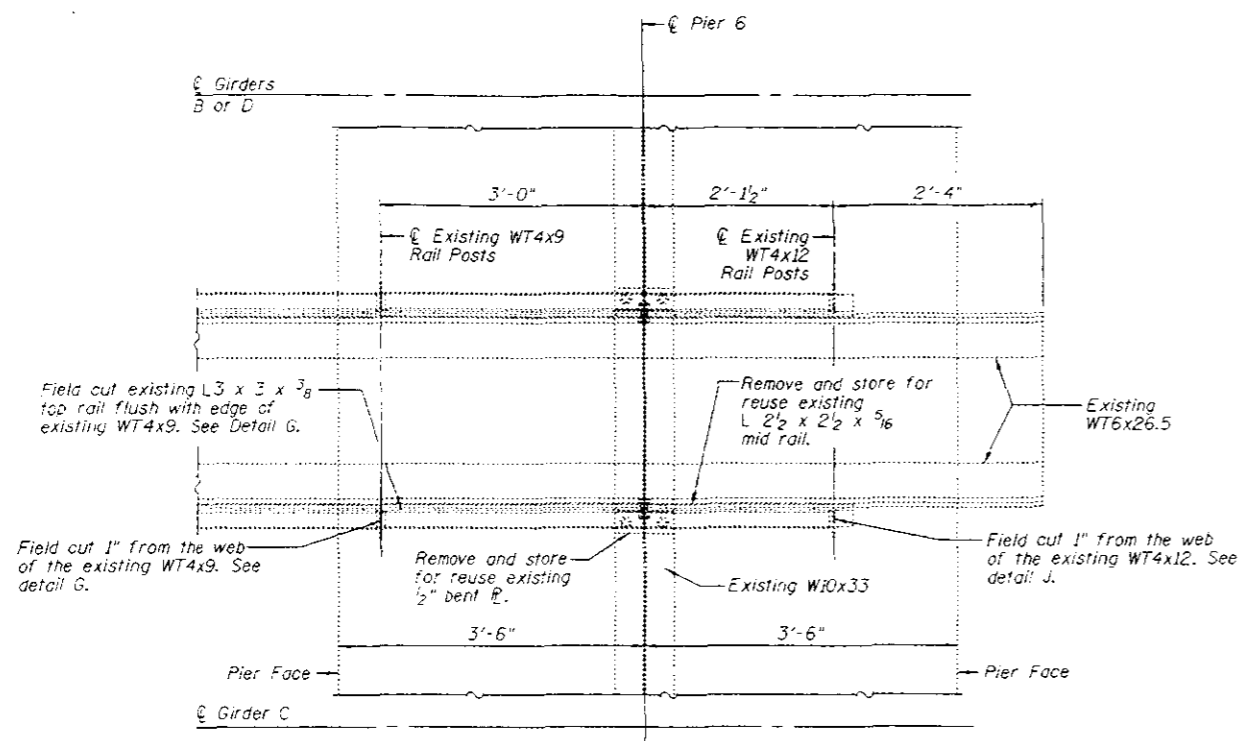 ℄ Pier 6
℄ Girders
B or D
3'-0"
2'-1½"
2'-4"
℄ Existing WT4x9
Rail Posts
℄ Existing
WT4x12
Rail Posts
Field cut existing L3 x 3 x 3/8
top rail flush with edge of
existing WT4x9. See Detail G.
Remove and store for
reuse existing
L 2½ x 2½ x 5/16
mid rail.
Existing
WT6x26.5
Field cut 1" from the web
of the existing WT4x9. See
detail G.
Remove and store
for reuse existing
½" bent ℞.
Existing W10x33
Field cut 1" from the web
of the existing WT4x12. See
detail J.
3'-6"
3'-6"
Pier Face
Pier Face
℄ Girder C